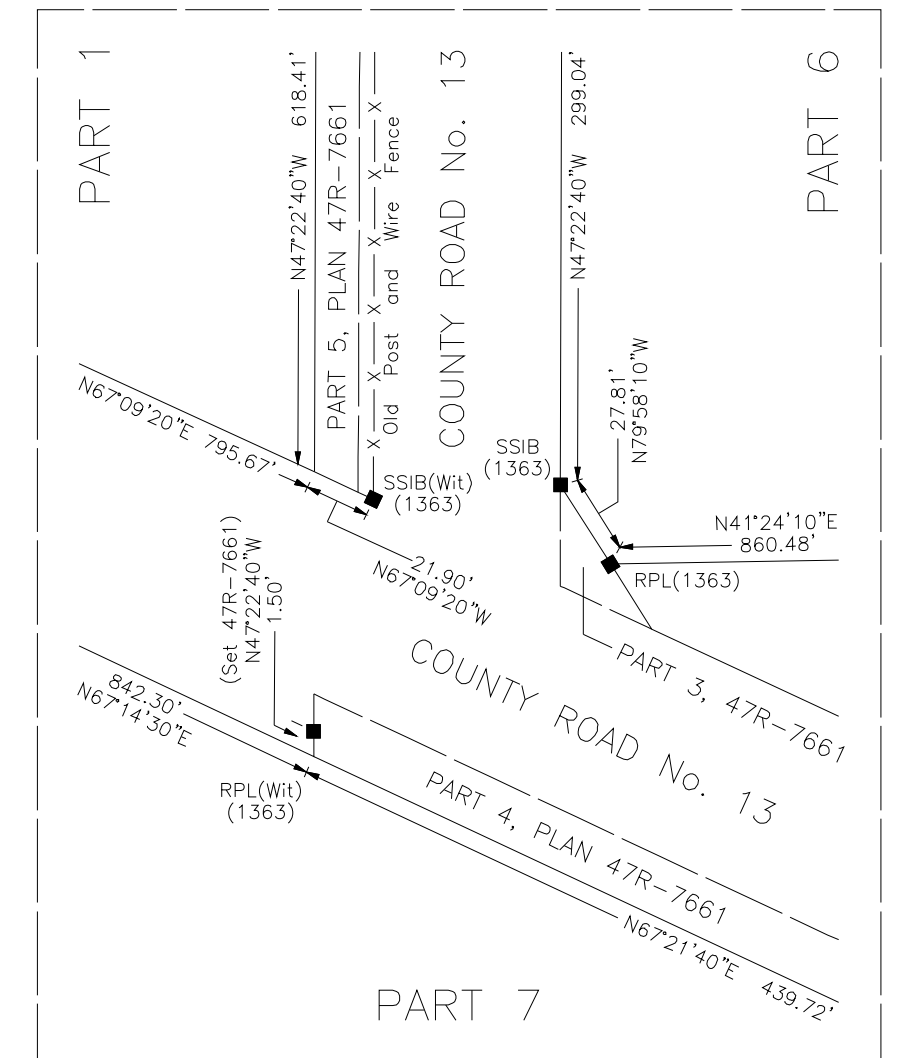 PART 1
N47°22'40"W 618.41'
PART 5, PLAN 47R-7661
X X X X X X X
Old Post and Wire Fence
COUNTY ROAD No. 13
N47°22'40"W 299.04'
PART 6
27.81'
N79°58'10"W
N67°09'20"E 795.67'
SSIB(Wit)
(1363)
SSIB
(1363)
N41°24'10"E
860.48'
RPL(1363)
21.90'
N67°09'20"W
(Set 47R-7661)
N47°22'40"W
1.50'
COUNTY ROAD No. 13
PART 3, 47R-7661
842.30'
N67°14'30"E
RPL(Wit)
(1363)
PART 4, PLAN 47R-7661
N67°21'40"E 439.72'
PART 7